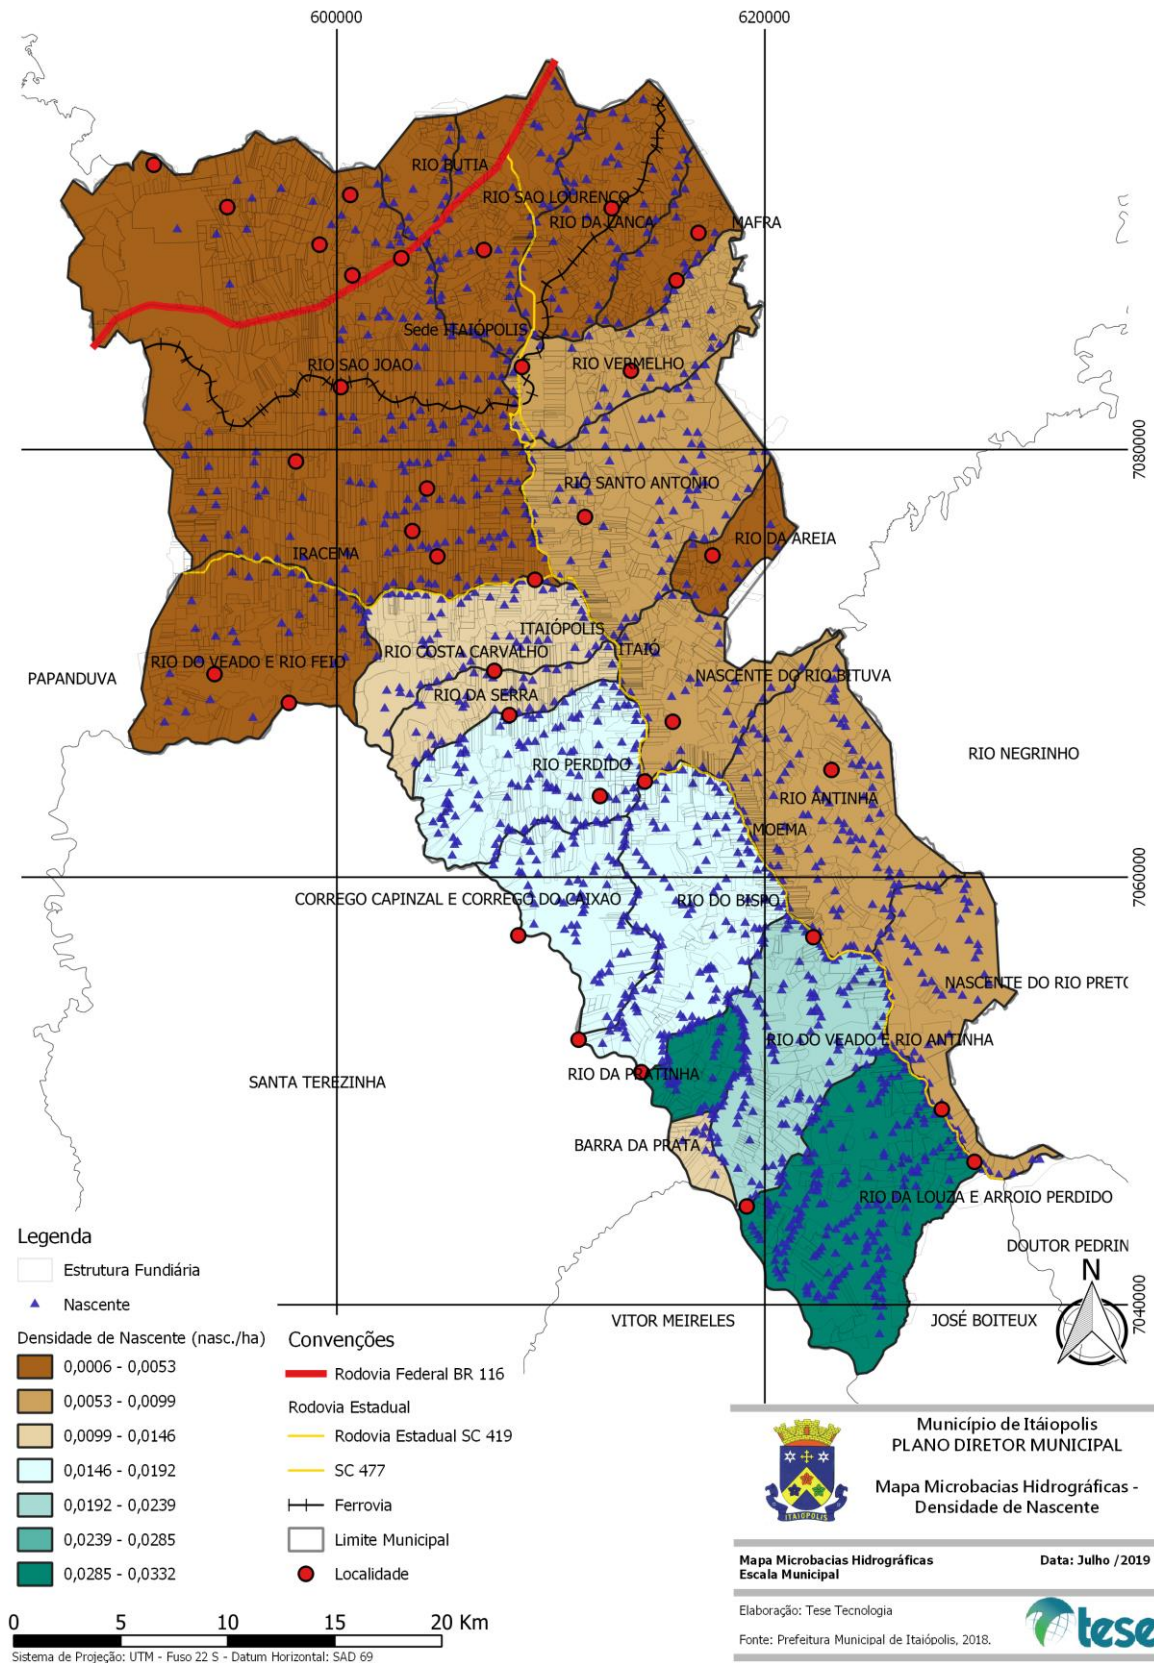 600000
620000
RIO BUTIA
RIO SAO LOURENCO
RIO DA LANCA
MAFRA
Sede ITAIÓPOLIS
RIO SAO JOAO
RIO VERMELHO
7080000
RIO SANTO ANTONIO
RIO DA AREIA
IRACEMA
ITAIÓPOLIS
ITAIÓ
RIO COSTA CARVALHO
RIO DO VEADO E RIO FEIO
PAPANDUVA
NASCENTE DO RIO BITUVA
RIO DA SERRA
RIO NEGRINHO
RIO PERDIDO
RIO ANTINHA
MOEMA
7060000
CORREGO CAPINZAL E CORREGO DO CAIXAO
RIO DO BISPO
NASCENTE DO RIO PRETO
RIO DO VEADO E RIO ANTINHA
RIO DA PRATINHA
SANTA TEREZINHA
BARRA DA PRATA
RIO DA LOUZA E ARROIO PERDIDO
DOUTOR PEDRIN
N
7040000
VITOR MEIRELES
JOSÉ BOITEUX
Legenda
Estrutura Fundiária
Nascente
Densidade de Nascente (nasc./ha)
0,0006 - 0,0053
0,0053 - 0,0099
0,0099 - 0,0146
0,0146 - 0,0192
0,0192 - 0,0239
0,0239 - 0,0285
0,0285 - 0,0332
Convenções
Rodovia Federal BR 116
Rodovia Estadual
Rodovia Estadual SC 419
SC 477
Ferrovia
Limite Municipal
Localidade
0 5 10 15 20 Km
Sistema de Projeção: UTM - Fuso 22 S - Datum Horizontal: SAD 69
ITAIOPOLIS
Município de Itáiopolis
PLANO DIRETOR MUNICIPAL
Mapa Microbacias Hidrográficas -
Densidade de Nascente
Mapa Microbacias Hidrográficas
Escala Municipal
Data: Julho /2019
Elaboração: Tese Tecnologia
Fonte: Prefeitura Municipal de Itaiópolis, 2018.
tese